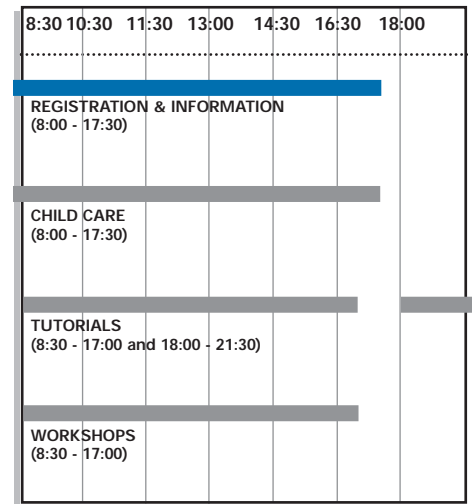 8:30 10:30 11:30 13:00 14:30 16:30 18:00
REGISTRATION & INFORMATION
(8:00 - 17:30)
CHILD CARE
(8:00 - 17:30)
TUTORIALS
(8:30 - 17:00 and 18:00 - 21:30)
WORKSHOPS
(8:30 - 17:00)